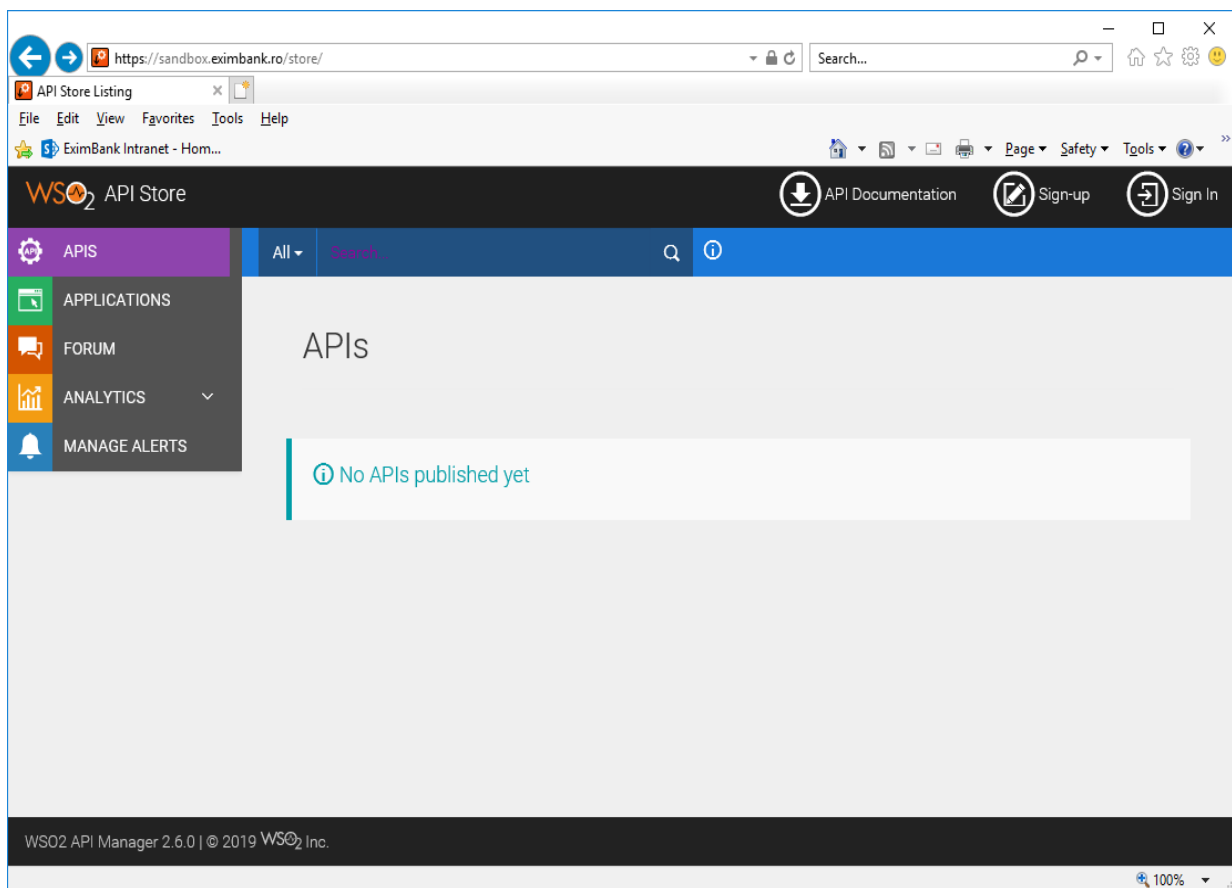 https://sandbox.eximbank.ro/store/
Search...
API Store Listing
File Edit View Favorites Tools Help
EximBank Intranet - Hom...
Page Safety Tools
WSO2 API Store
API Documentation
Sign-up
Sign In
APIS
All
Search...
APPLICATIONS
FORUM
ANALYTICS
MANAGE ALERTS
APIs
No APIs published yet
WSO2 API Manager 2.6.0 | © 2019 WSO2 Inc.
100%